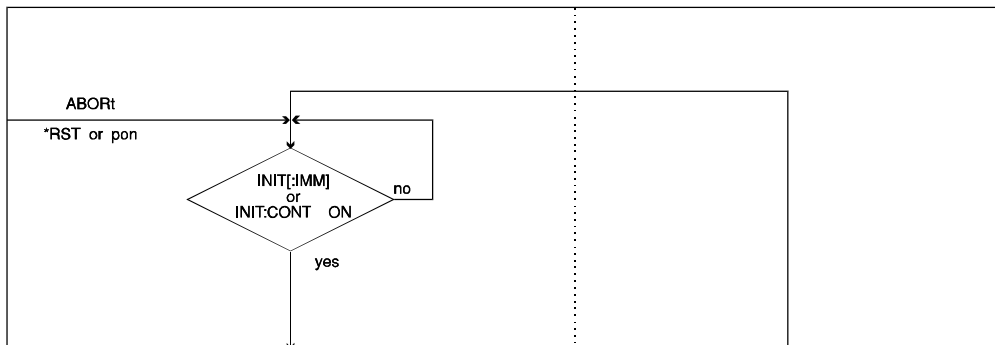 ABORt
*RST or pon
INIT[:IMM]
or
INIT:CONT ON
no
yes